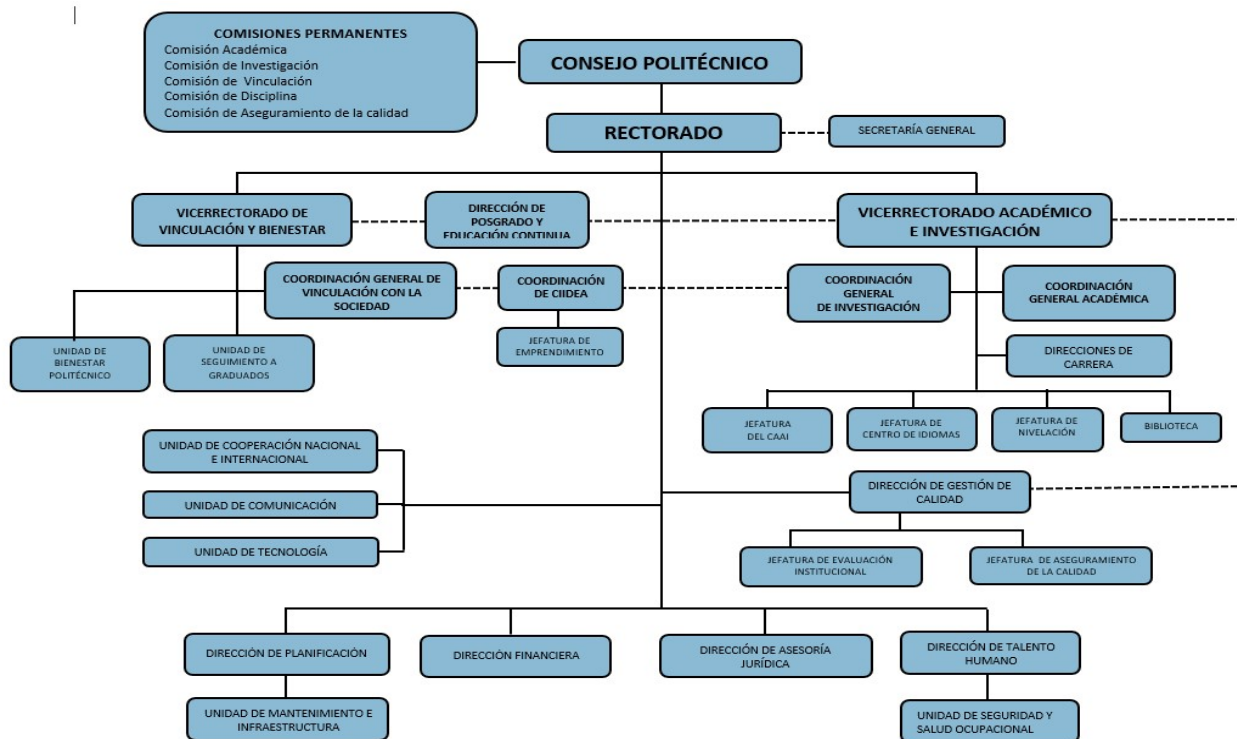 COMISIONES PERMANENTES
Comisión Académica
Comisión de Investigación
Comisión de Vinculación
Comisión de Disciplina
Comisión de Aseguramiento de la calidad
CONSEJO POLITÉCNICO
RECTORADO
SECRETARÍA GENERAL
VICERRECTORADO DE
VINCULACIÓN Y BIENESTAR
DIRECCIÓN DE
POSGRADO Y
EDUCACIÓN CONTINUA
VICERRECTORADO ACADÉMICO
E INVESTIGACIÓN
COORDINACIÓN GENERAL DE
VINCULACIÓN CON LA
SOCIEDAD
COORDINACIÓN
DE CIIDEA
COORDINACIÓN
GENERAL
DE INVESTIGACIÓN
COORDINACIÓN
GENERAL ACADÉMICA
UNIDAD DE
BIENESTAR
POLITÉCNICO
UNIDAD DE
SEGUIMIENTO A
GRADUADOS
JEFATURA DE
EMPRENDIMIENTO
DIRECCIONES DE
CARRERA
JEFATURA
DEL CAAI
JEFATURA DE
CENTRO DE IDIOMAS
JEFATURA DE
NIVELACIÓN
BIBLIOTECA
UNIDAD DE COOPERACIÓN NACIONAL
E INTERNACIONAL
UNIDAD DE COMUNICACIÓN
UNIDAD DE TECNOLOGÍA
DIRECCIÓN DE GESTIÓN DE
CALIDAD
JEFATURA DE EVALUACIÓN
INSTITUCIONAL
JEFATURA DE ASEGURAMIENTO
DE LA CALIDAD
DIRECCIÓN DE PLANIFICACIÓN
DIRECCIÓN FINANCIERA
DIRECCIÓN DE ASESORÍA
JURÍDICA
DIRECCIÓN DE TALENTO
HUMANO
UNIDAD DE MANTENIMIENTO E
INFRAESTRUCTURA
UNIDAD DE SEGURIDAD Y
SALUD OCUPACIONAL